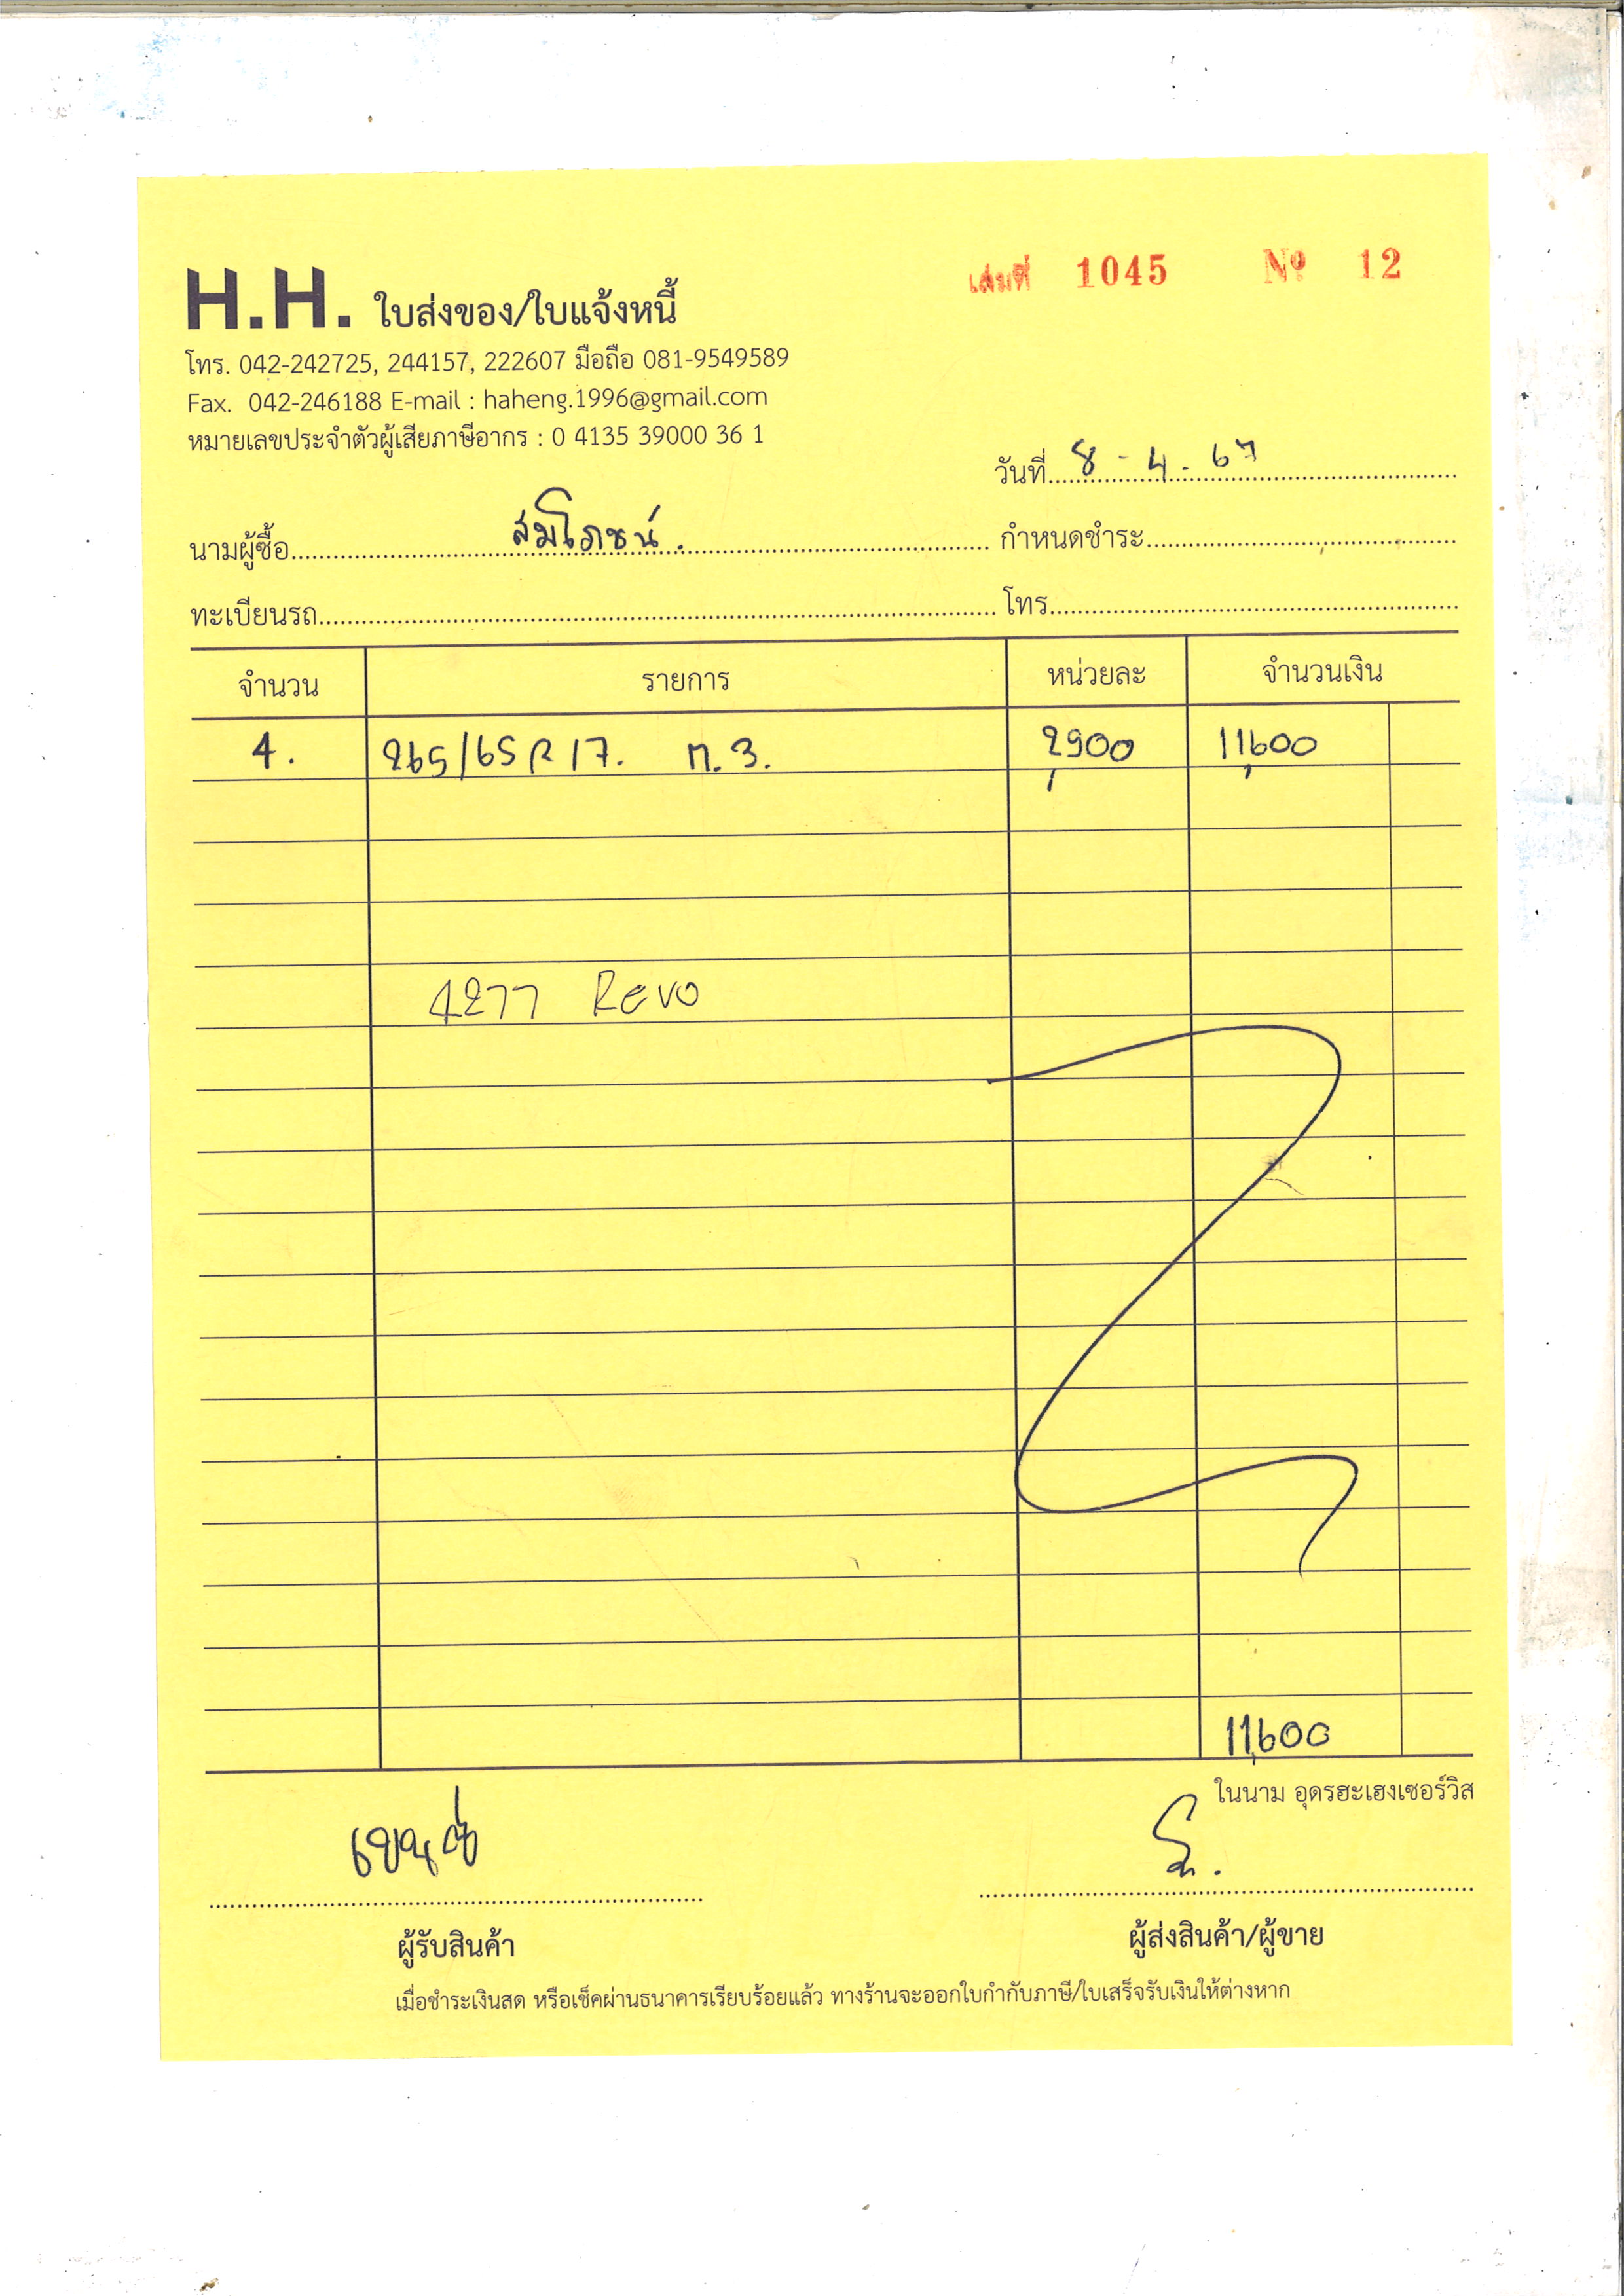 เล่มที่ 1045 Nº 12
H.H. ใบส่งของ/ใบแจ้งหนี้
โทร. 042-242725, 244157, 222607 มือถือ 081-9549589
Fax. 042-246188 E-mail : haheng.1996@gmail.com
หมายเลขประจำตัวผู้เสียภาษีอากร : 0 4135 39000 36 1
วันที่ 8 - 4 - 67
นามผู้ซื้อ สมโภชน์. กำหนดชำระ
ทะเบียนรถ โทร.
จำนวน รายการ หน่วยละ จำนวนเงิน
4. 265/65R17. ก.3. 2,900 11,600
4277 Revo
11,600
ในนาม อุดรฮะเฮงเซอร์วิส
ผู้รับสินค้า ผู้ส่งสินค้า/ผู้ขาย
เมื่อชำระเงินสด หรือเช็คผ่านธนาคารเรียบร้อยแล้ว ทางร้านจะออกใบกำกับภาษี/ใบเสร็จรับเงินให้ต่างหาก